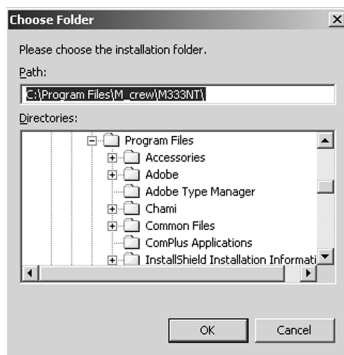 Choose Folder
Please choose the installation folder.
Path:
C:\Program Files\M_crew\M333NT\
Directories:
Program Files
Accessories
Adobe
Adobe Type Manager
Chami
Common Files
ComPlus Applications
InstallShield Installation Informati
OK
Cancel